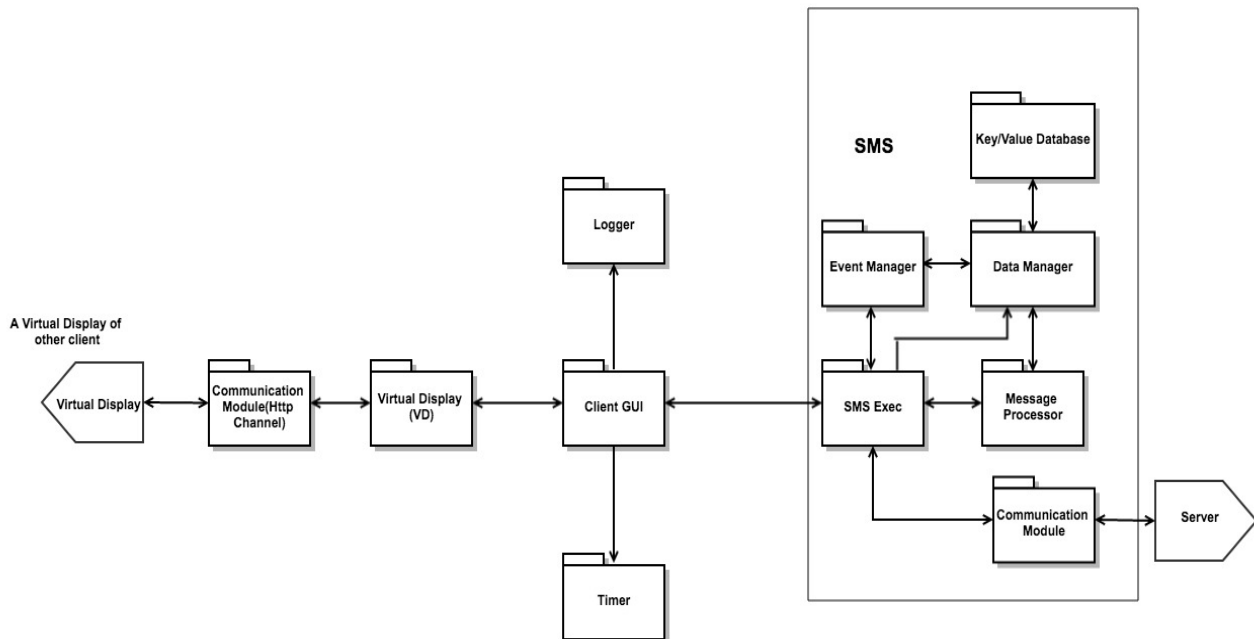 SMS
Key/Value Database
Logger
Event Manager
Data Manager
A Virtual Display of
other client
Virtual Display
Communication
Module(Http
Channel)
Virtual Display
(VD)
Client GUI
SMS Exec
Message
Processor
Communication
Module
Server
Timer